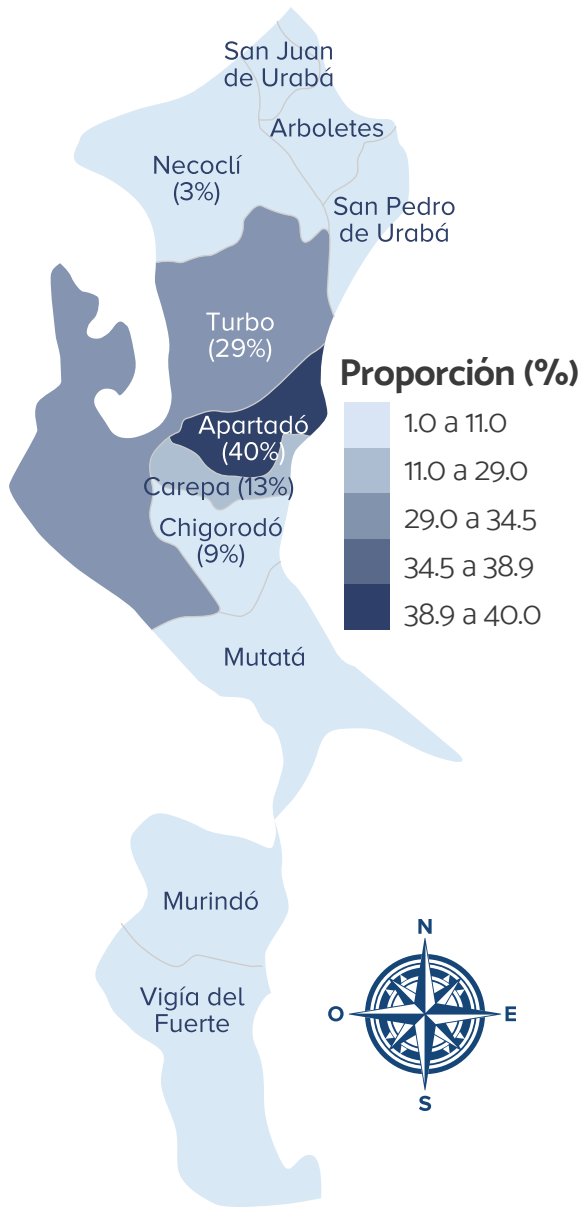 San Juan
de Urabá
Arboletes
Necoclí
(3%)
San Pedro
de Urabá
Turbo
(29%)
Apartadó
(40%)
Carepa (13%)
Chigorodó
(9%)
Mutatá
Murindó
Vigía del
Fuerte
Proporción (%)
1.0 a 11.0
11.0 a 29.0
29.0 a 34.5
34.5 a 38.9
38.9 a 40.0
N
O
E
S